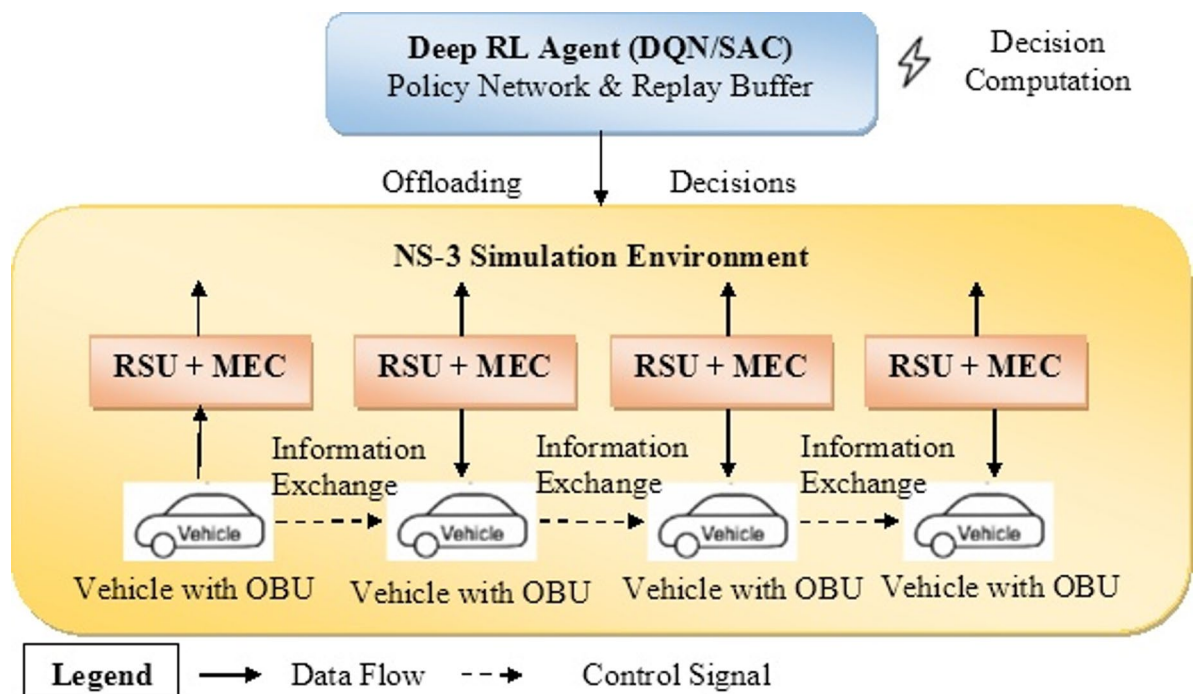 Deep RL Agent (DQN/SAC)
Policy Network & Replay Buffer
Decision
Computation
Offloading Decisions
NS-3 Simulation Environment
RSU + MEC RSU + MEC RSU + MEC RSU + MEC
Information Information Information
Exchange Exchange Exchange
Vehicle Vehicle Vehicle Vehicle
Vehicle with OBU Vehicle with OBU Vehicle with OBU Vehicle with OBU
Legend Data Flow Control Signal